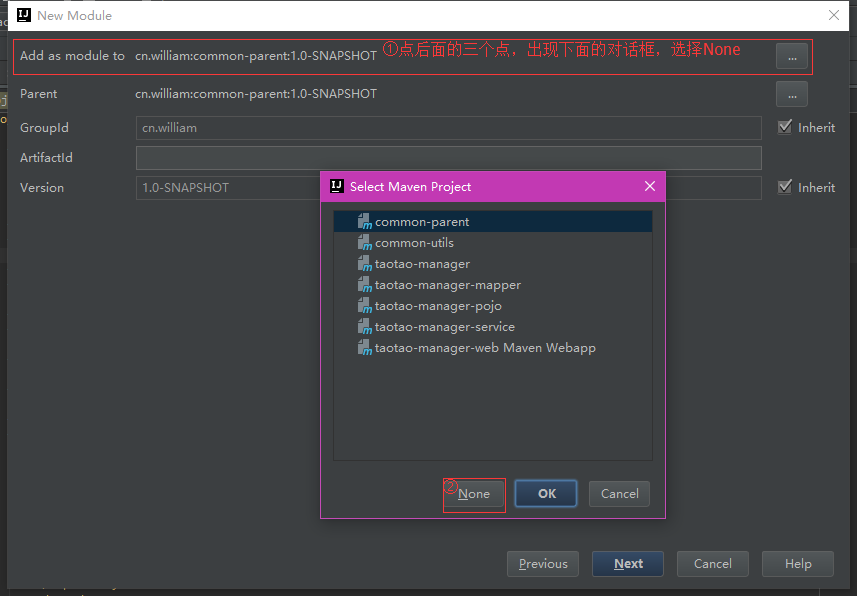 New Module
Add as module to cn.william:common-parent:1.0-SNAPSHOT ①点后面的三个点，出现下面的对话框，选择None ...
Parent cn.william:common-parent:1.0-SNAPSHOT ...
GroupId cn.william Inherit
ArtifactId
Version 1.0-SNAPSHOT Inherit
Select Maven Project
common-parent
common-utils
taotao-manager
taotao-manager-mapper
taotao-manager-pojo
taotao-manager-service
taotao-manager-web Maven Webapp
②None OK Cancel
Previous Next Cancel Help